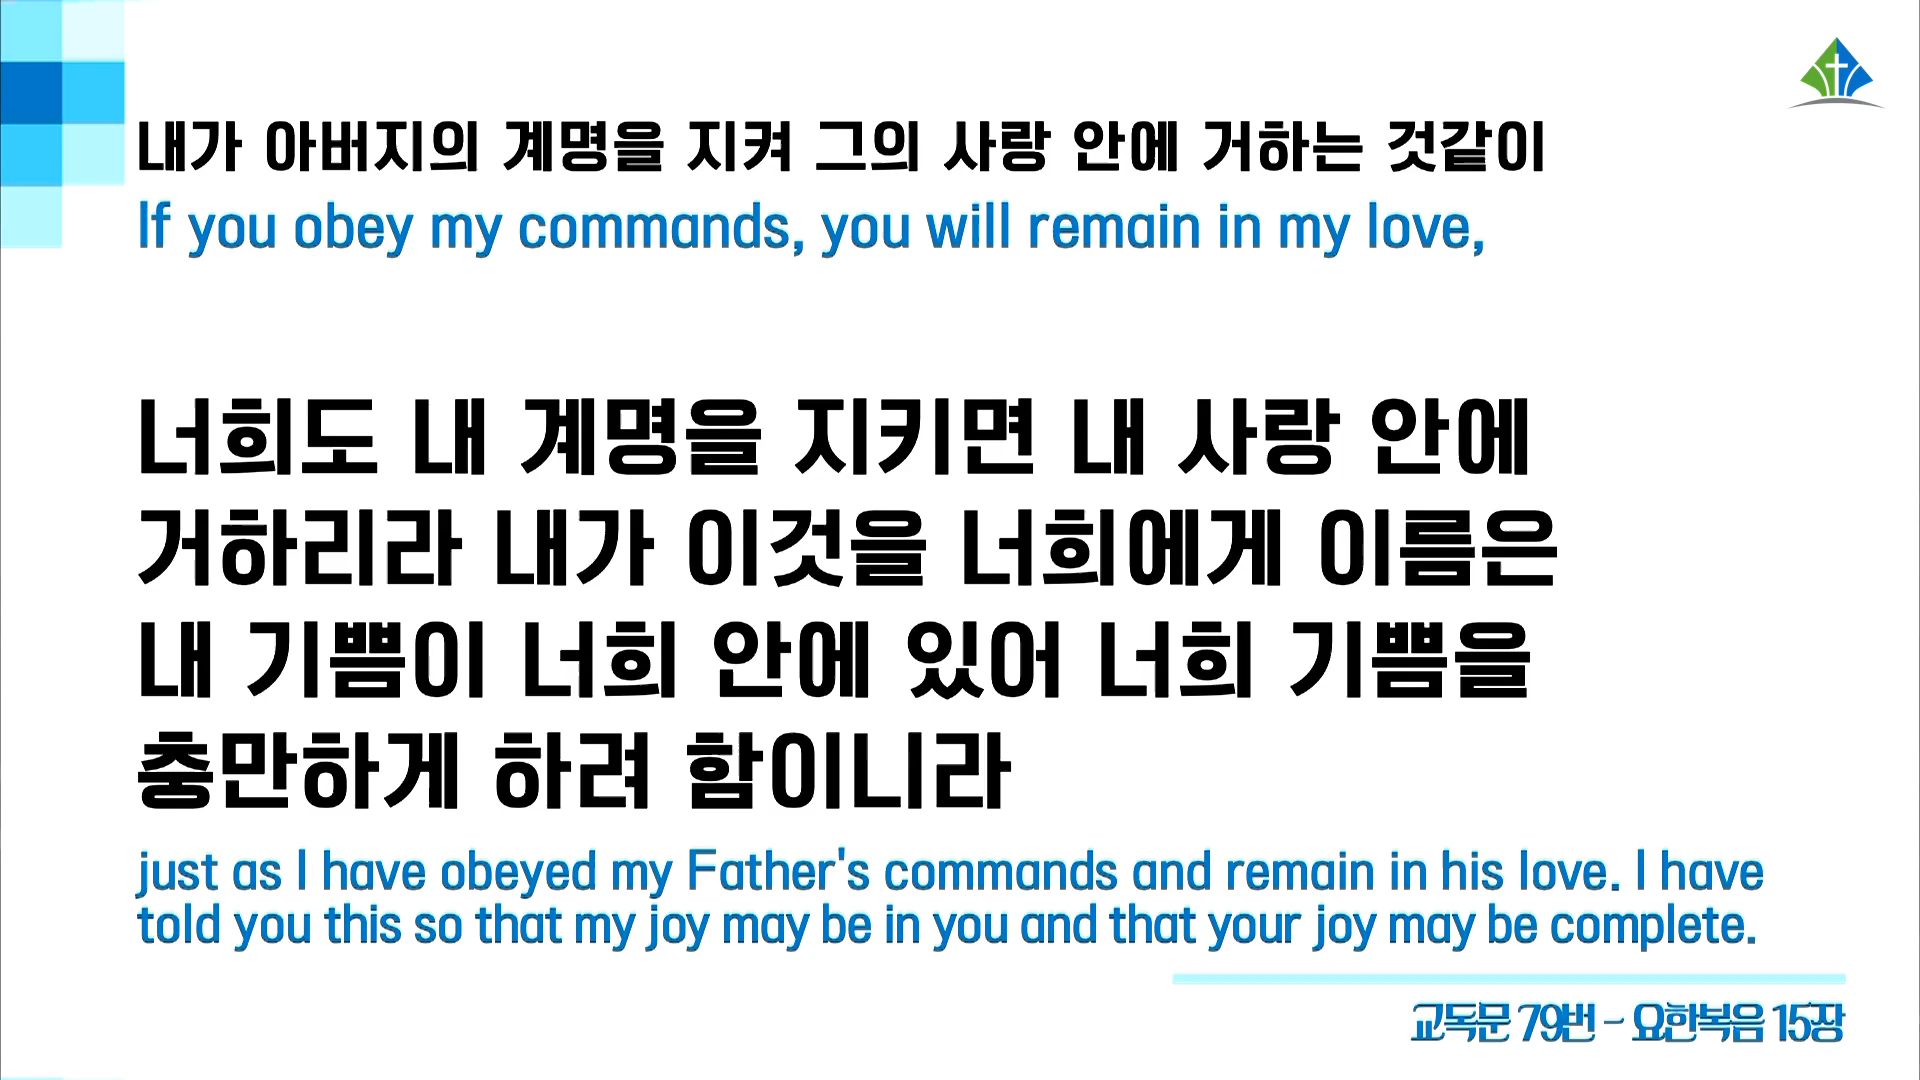 내가 아버지의 계명을 지켜 그의 사랑 안에 거하는 것같이
If you obey my commands, you will remain in my love,
너희도 내 계명을 지키면 내 사랑 안에
거하리라 내가 이것을 너희에게 이름은
내 기쁨이 너희 안에 있어 너희 기쁨을
충만하게 하려 함이니라
just as I have obeyed my Father's commands and remain in his love. I have
told you this so that my joy may be in you and that your joy may be complete.
교독문 79번 - 요한복음 15장